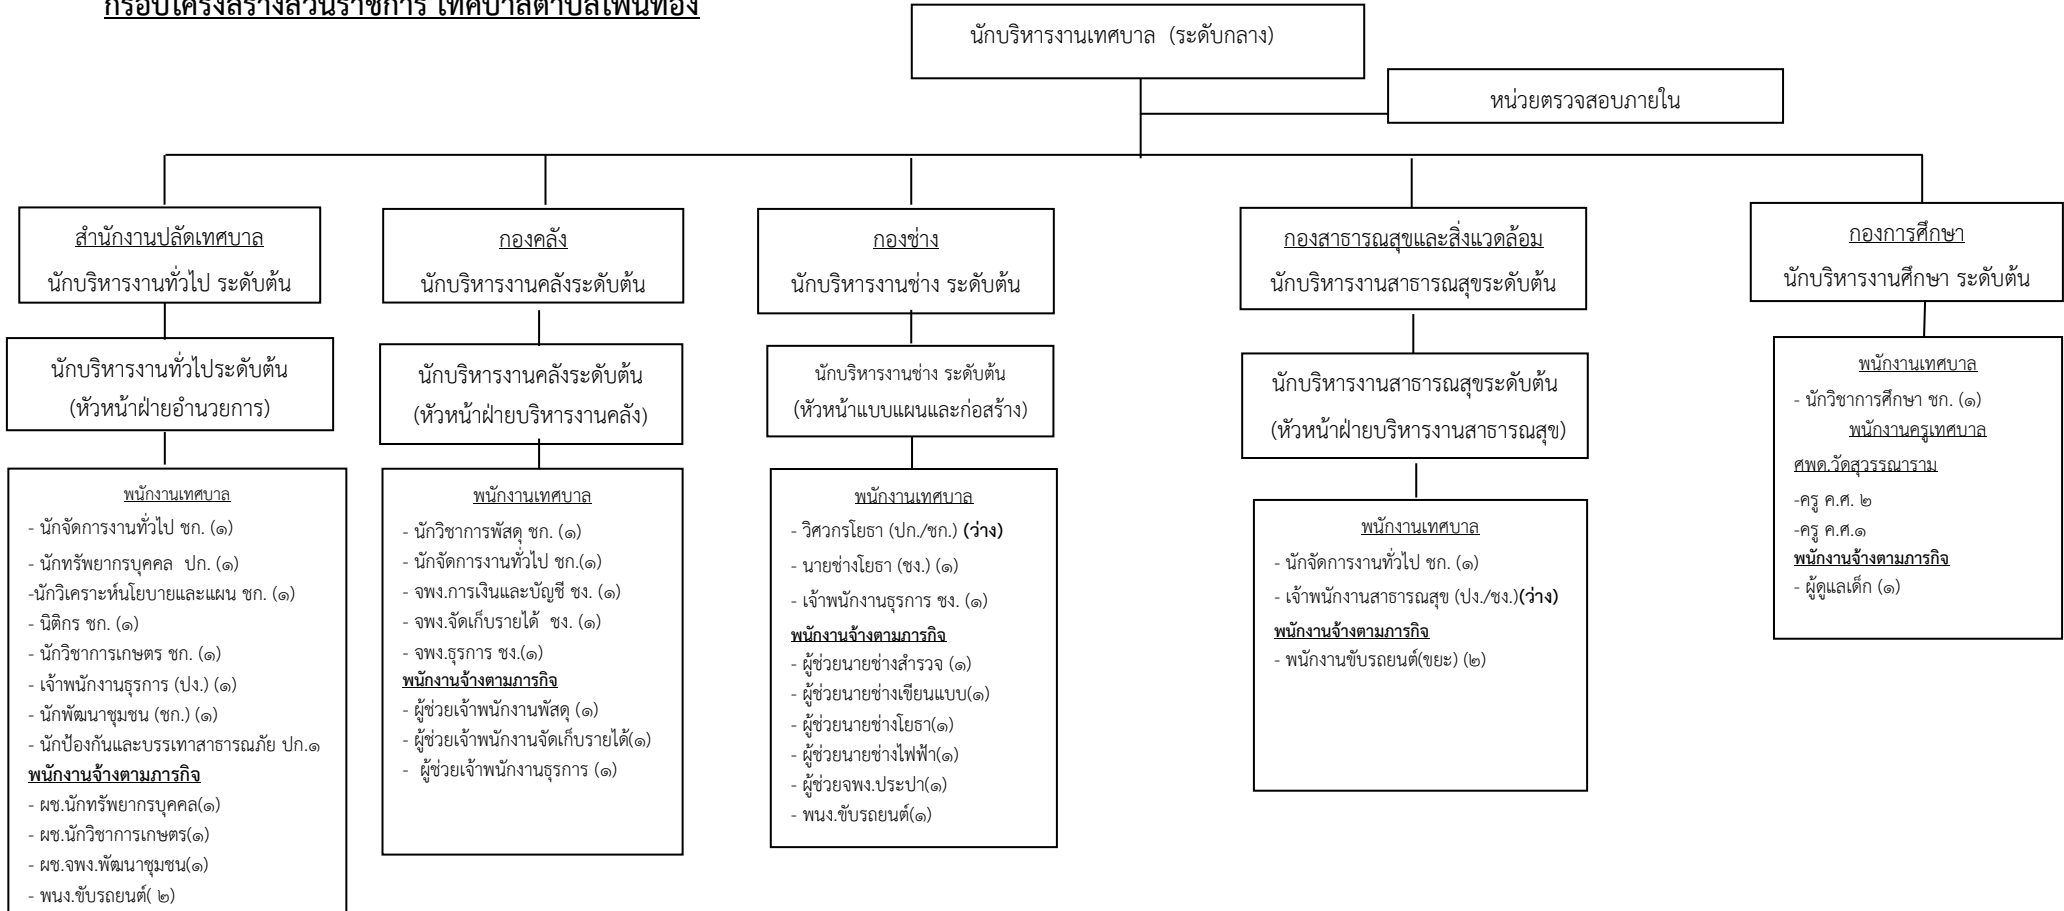 กรอบโครงสร้างส่วนราชการ เทศบาลตำบลโพนทอง
นักบริหารงานเทศบาล (ระดับกลาง)
หน่วยตรวจสอบภายใน
สำนักงานปลัดเทศบาล
นักบริหารงานทั่วไป ระดับต้น
นักบริหารงานทั่วไประดับต้น
(หัวหน้าฝ่ายอำนวยการ)
พนักงานเทศบาล
- นักจัดการงานทั่วไป ชก. (๑)
- นักทรัพยากรบุคคล ปก. (๑)
-นักวิเคราะห์นโยบายและแผน ชก. (๑)
- นิติกร ชก. (๑)
- นักวิชาการเกษตร ชก. (๑)
- เจ้าพนักงานธุรการ (ปง.) (๑)
- นักพัฒนาชุมชน (ชก.) (๑)
- นักป้องกันและบรรเทาสาธารณภัย ปก.๑
พนักงานจ้างตามภารกิจ
- ผช.นักทรัพยากรบุคคล(๑)
- ผช.นักวิชาการเกษตร(๑)
- ผช.จพง.พัฒนาชุมชน(๑)
- พนง.ขับรถยนต์( ๒)
กองคลัง
นักบริหารงานคลังระดับต้น
นักบริหารงานคลังระดับต้น
(หัวหน้าฝ่ายบริหารงานคลัง)
พนักงานเทศบาล
- นักวิชาการพัสดุ ชก. (๑)
- นักจัดการงานทั่วไป ชก.(๑)
- จพง.การเงินและบัญชี ชง. (๑)
- จพง.จัดเก็บรายได้ ชง. (๑)
- จพง.ธุรการ ชง.(๑)
พนักงานจ้างตามภารกิจ
- ผู้ช่วยเจ้าพนักงานพัสดุ (๑)
- ผู้ช่วยเจ้าพนักงานจัดเก็บรายได้(๑)
- ผู้ช่วยเจ้าพนักงานธุรการ (๑)
กองช่าง
นักบริหารงานช่าง ระดับต้น
นักบริหารงานช่าง ระดับต้น
(หัวหน้าแบบแผนและก่อสร้าง)
พนักงานเทศบาล
- วิศวกรโยธา (ปก./ชก.) (ว่าง)
- นายช่างโยธา (ชง.) (๑)
- เจ้าพนักงานธุรการ ชง. (๑)
พนักงานจ้างตามภารกิจ
- ผู้ช่วยนายช่างสำรวจ (๑)
- ผู้ช่วยนายช่างเขียนแบบ(๑)
- ผู้ช่วยนายช่างโยธา(๑)
- ผู้ช่วยนายช่างไฟฟ้า(๑)
- ผู้ช่วยจพง.ประปา(๑)
- พนง.ขับรถยนต์(๑)
กองสาธารณสุขและสิ่งแวดล้อม
นักบริหารงานสาธารณสุขระดับต้น
นักบริหารงานสาธารณสุขระดับต้น
(หัวหน้าฝ่ายบริหารงานสาธารณสุข)
พนักงานเทศบาล
- นักจัดการงานทั่วไป ชก. (๑)
- เจ้าพนักงานสาธารณสุข (ปง./ชง.)(ว่าง)
พนักงานจ้างตามภารกิจ
- พนักงานขับรถยนต์(ขยะ) (๒)
กองการศึกษา
นักบริหารงานศึกษา ระดับต้น
พนักงานเทศบาล
- นักวิชาการศึกษา ชก. (๑)
พนักงานครูเทศบาล
ศพด.วัดสุวรรณาราม
-ครู ค.ศ. ๒
-ครู ค.ศ.๑
พนักงานจ้างตามภารกิจ
- ผู้ดูแลเด็ก (๑)